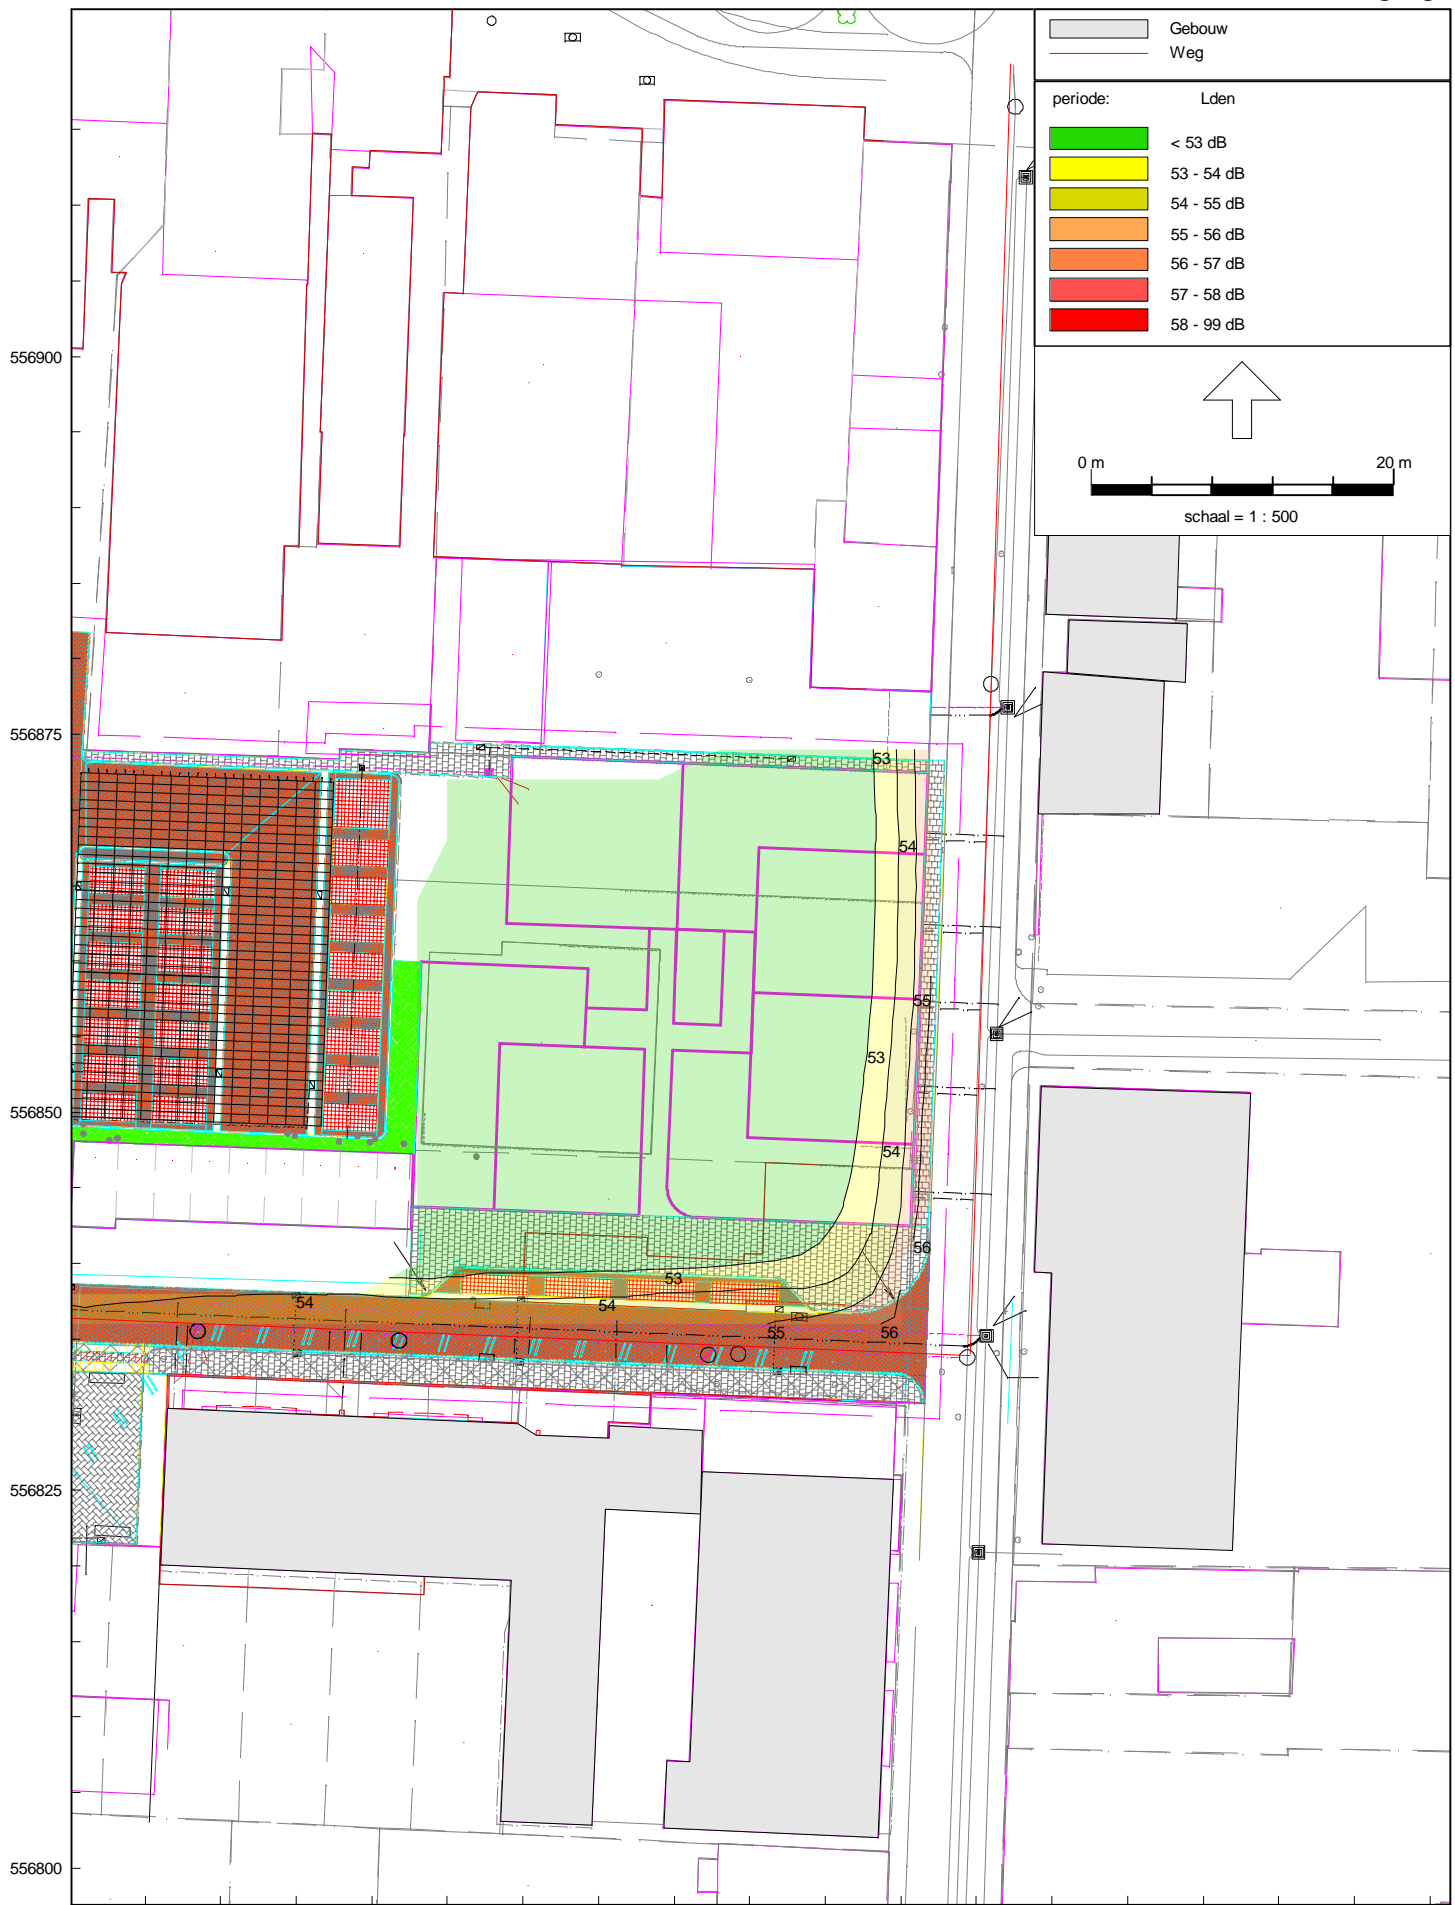 Gebouw
Weg
periode: Lden
< 53 dB
53 - 54 dB
54 - 55 dB
55 - 56 dB
56 - 57 dB
57 - 58 dB
58 - 99 dB
0 m 20 m
schaal = 1 : 500
556900
556875
53
54
55
53
556850
54
56
53
54
54
55
56
556825
556800